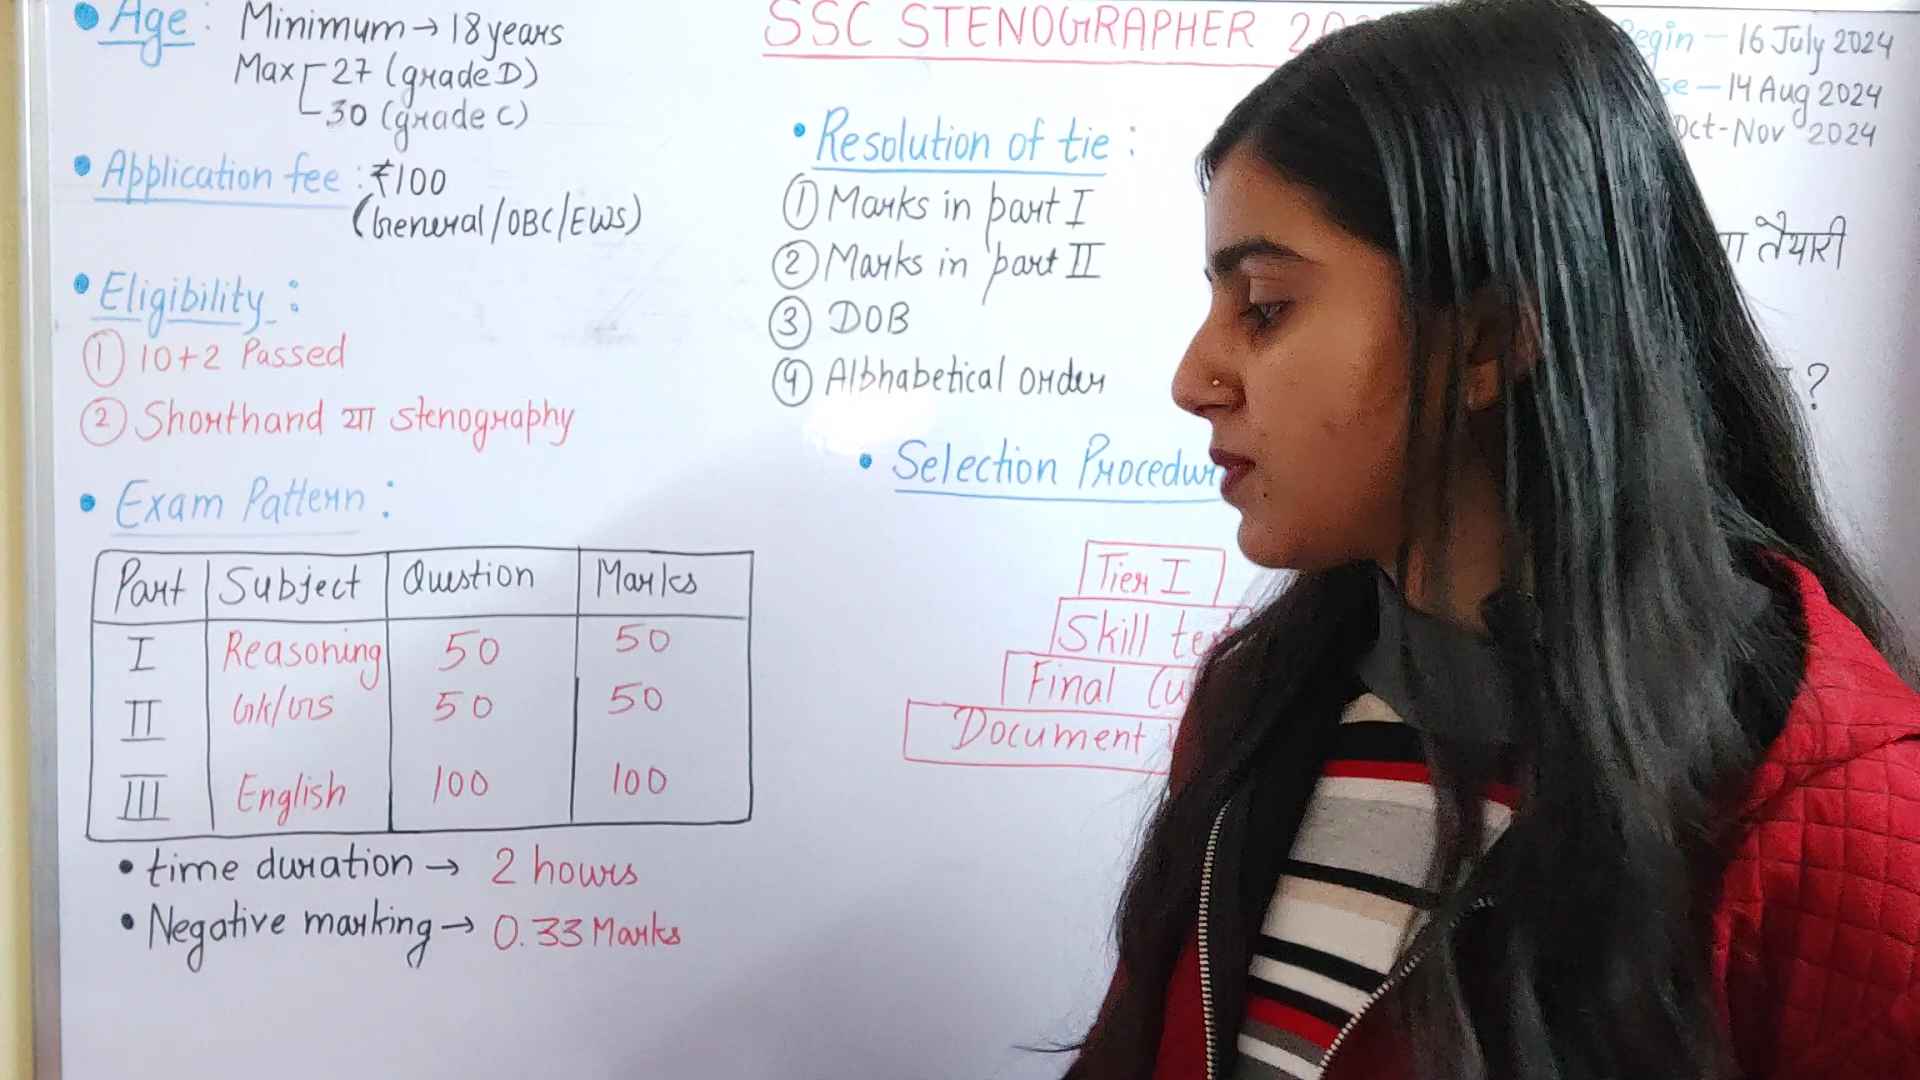 SSC STENOGRAPHER
• Age: Minimum → 18 years
Max 27 (grade D)
30 (grade C)
• Application fee : ₹100
(General/OBC/EWS)
• Eligibility :
① 10+2 Passed
② Shorthand या stenography
• Exam Pattern :
Part Subject Question Marks
I Reasoning 50 50
II GK/GS 50 50
III English 100 100
• time duration → 2 hours
• Negative marking → 0.33 Marks
• Resolution of tie :
① Marks in part I
② Marks in part II
③ DOB
④ Alphabetical order
• Selection
Tier I
Skill
Final
Document
– 16 July 2024
– 14 Aug 2024
Oct-Nov 2024
तैयारी
?